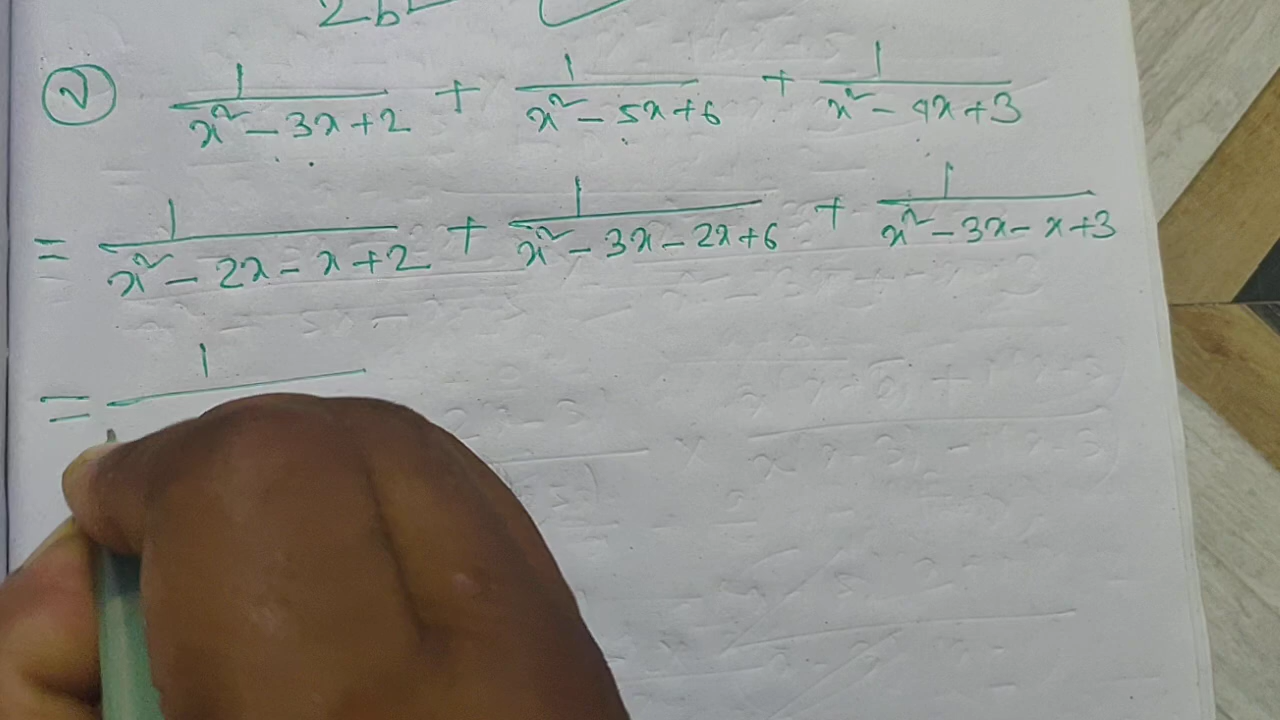 2b
(v) 1/(x² - 3x + 2) + 1/(x² - 5x + 6) + 1/(x² - 4x + 3)
= 1/(x² - 2x - x + 2) + 1/(x² - 3x - 2x + 6) + 1/(x² - 3x - x + 3)
= 1/